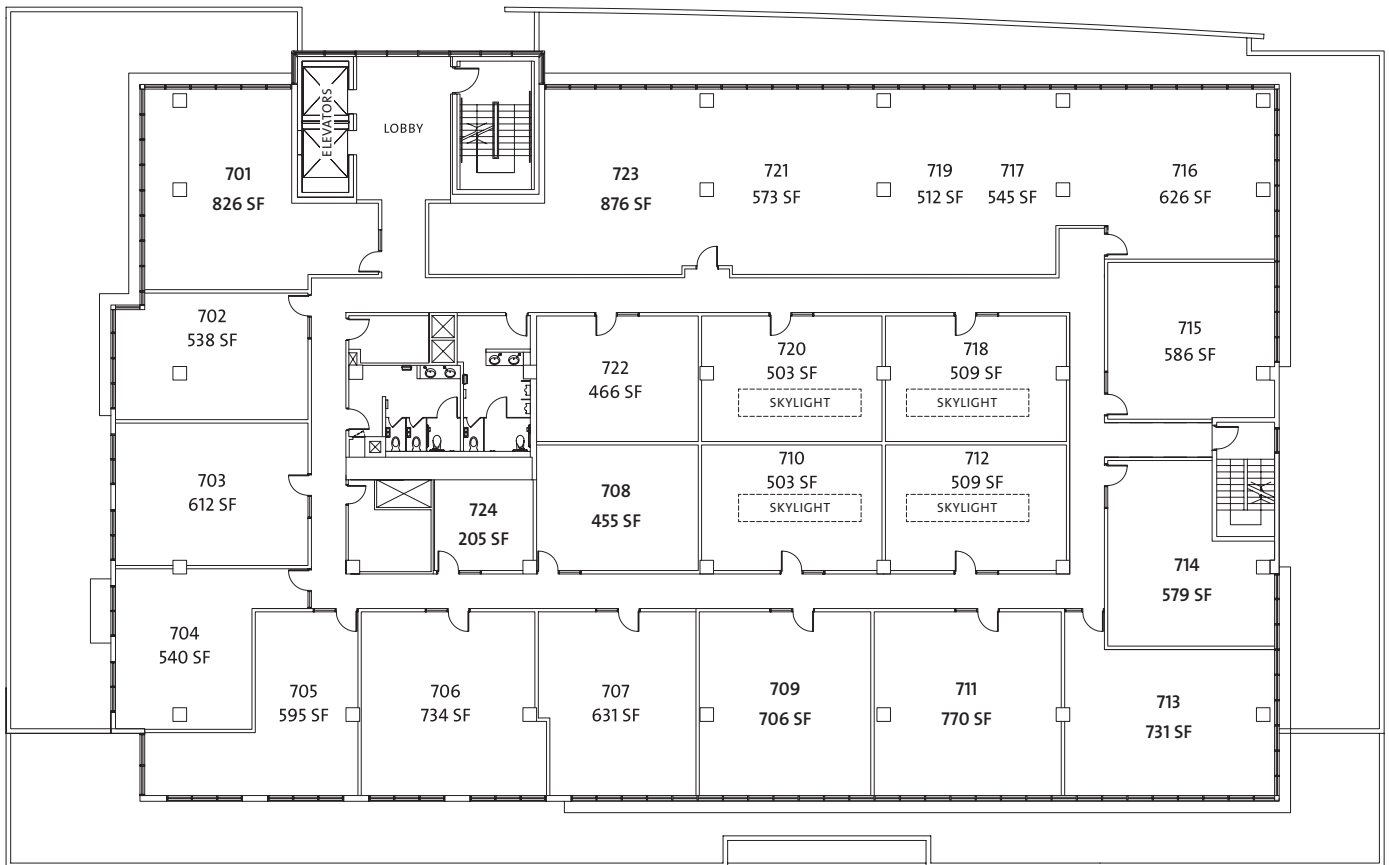 ELEVATORS
LOBBY
701
826 SF
723
876 SF
721
573 SF
719
512 SF
717
545 SF
716
626 SF
702
538 SF
715
586 SF
722
466 SF
720
503 SF
SKYLIGHT
718
509 SF
SKYLIGHT
703
612 SF
724
205 SF
708
455 SF
710
503 SF
SKYLIGHT
712
509 SF
SKYLIGHT
714
579 SF
704
540 SF
705
595 SF
706
734 SF
707
631 SF
709
706 SF
711
770 SF
713
731 SF